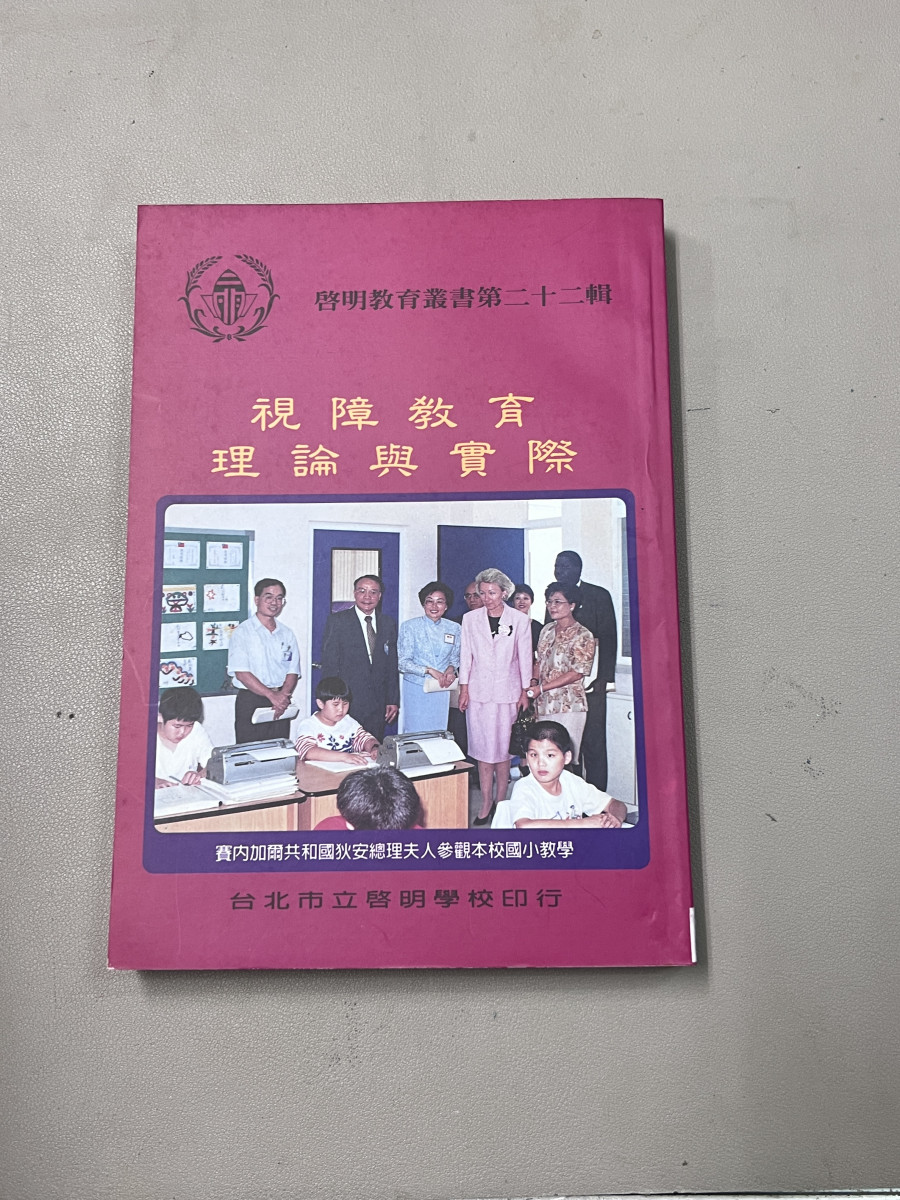 啓明教育叢書第二十二輯
視障教育
理論與實際
賽内加爾共和國狄安總理夫人參觀本校國小教學
台北市立啓明學校印行